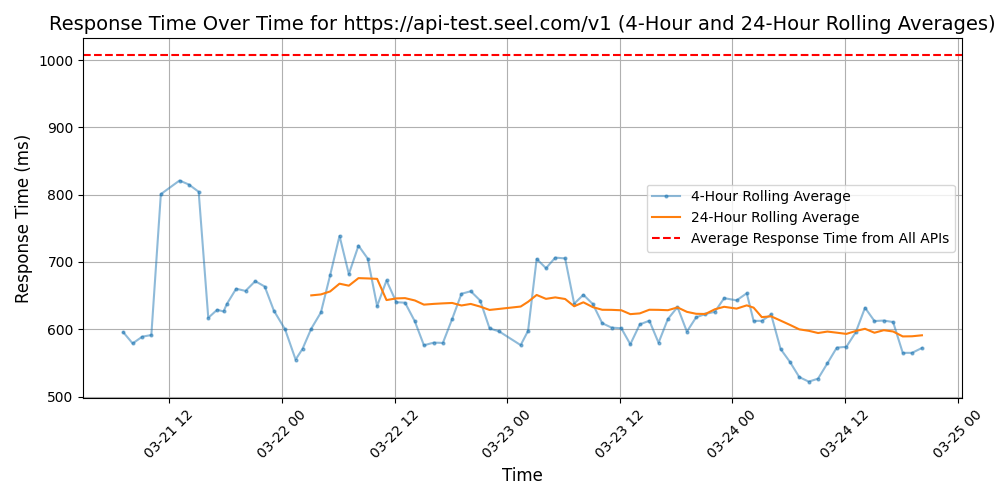 Response Time Over Time for https://api-test.seel.com/v1 (4-Hour and 24-Hour Rolling Averages)
Response Time (ms)
1000
900
800
700
600
500
4-Hour Rolling Average
24-Hour Rolling Average
Average Response Time from All APIs
03-21 12
03-22 00
03-22 12
03-23 00
03-23 12
03-24 00
03-24 12
03-25 00
Time